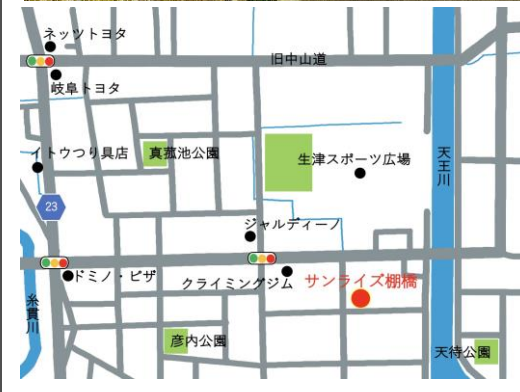 ネッツトヨタ
旧中山道
岐阜トヨタ
イトウつり具店
真菰池公園
生津スポーツ広場
天王川
23
ジャルディーノ
ドミノ・ピザ
クライミングジム
サンライズ棚橋
糸貫川
彦内公園
天待公園